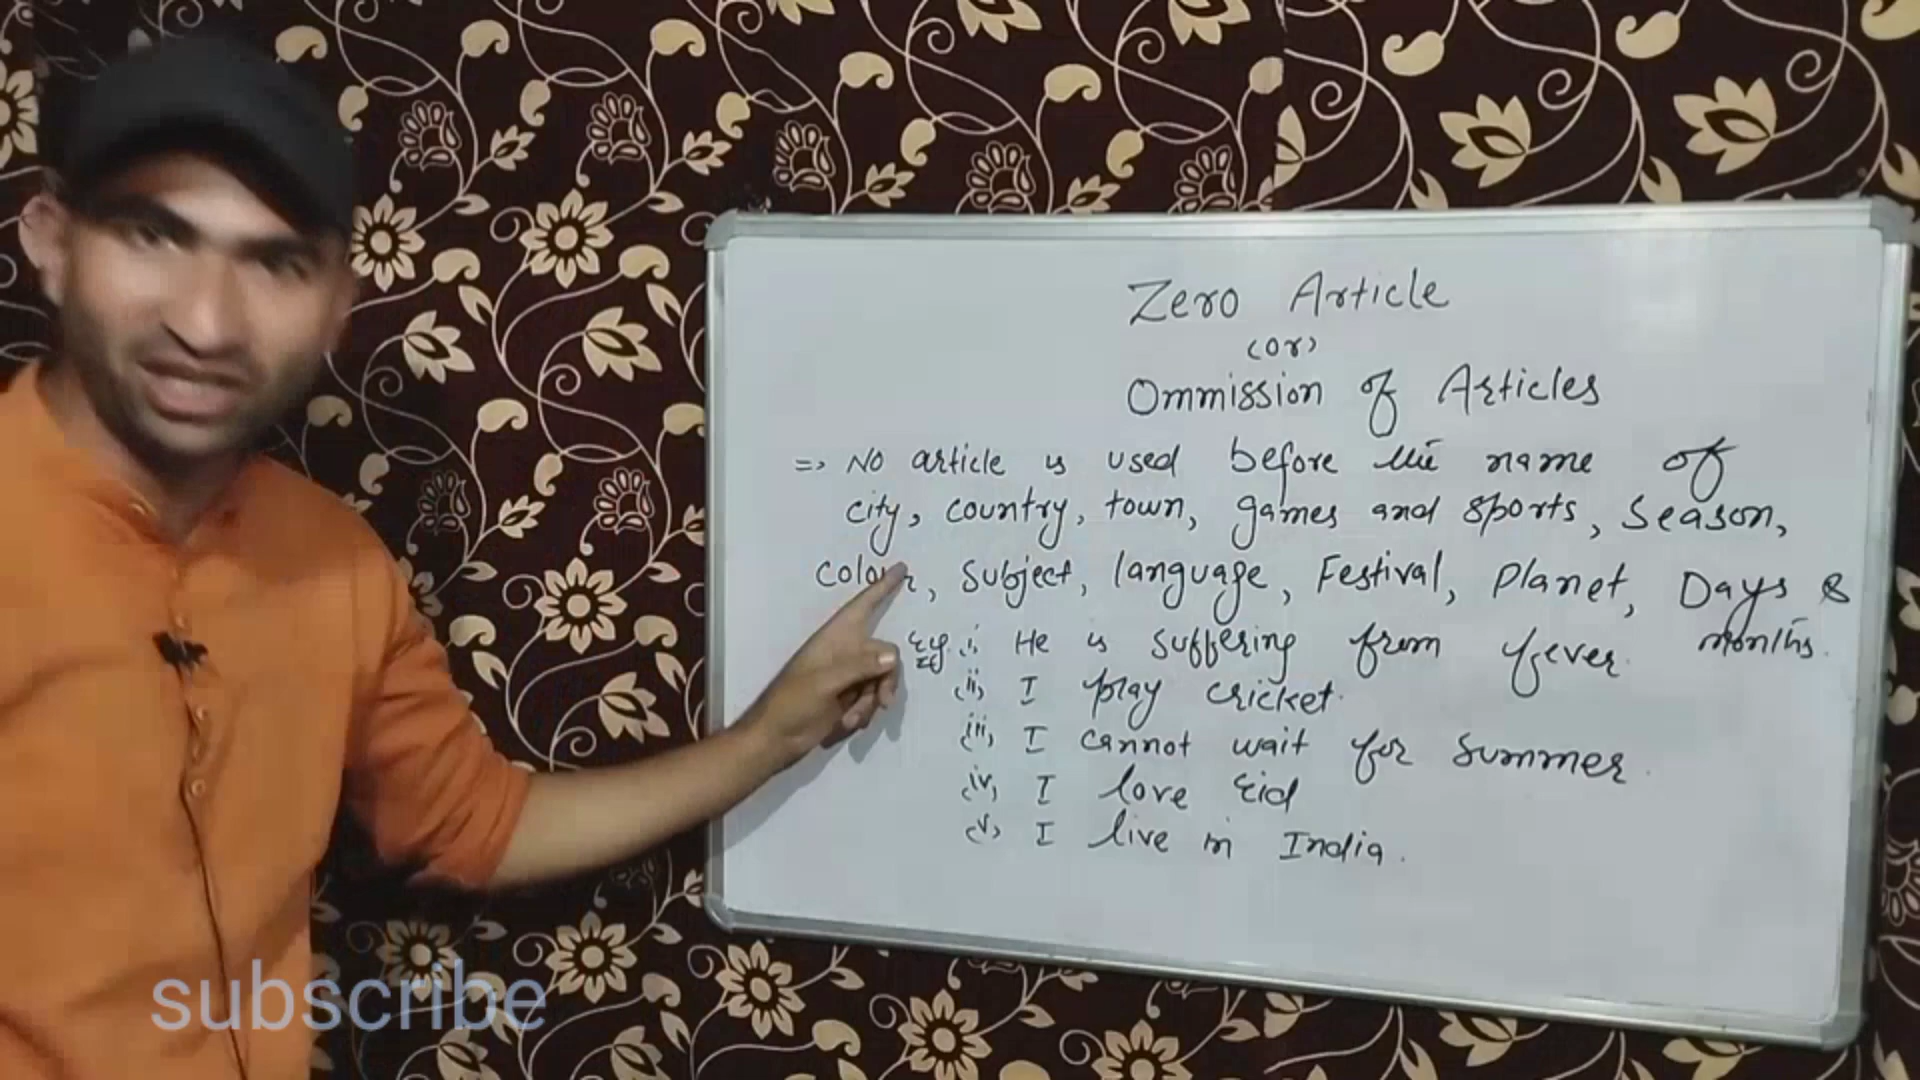 Zero Article
(or)
Ommission of Articles
=> No article is used before the name of
city, country, town, games and sports, season,
colour, subject, language, Festival, Planet, Days &
months.
Eg. i, He is suffering from fever.
(ii) I play cricket.
(iii) I cannot wait for summer.
(iv) I love Eid
(v) I live in India.
subscribe